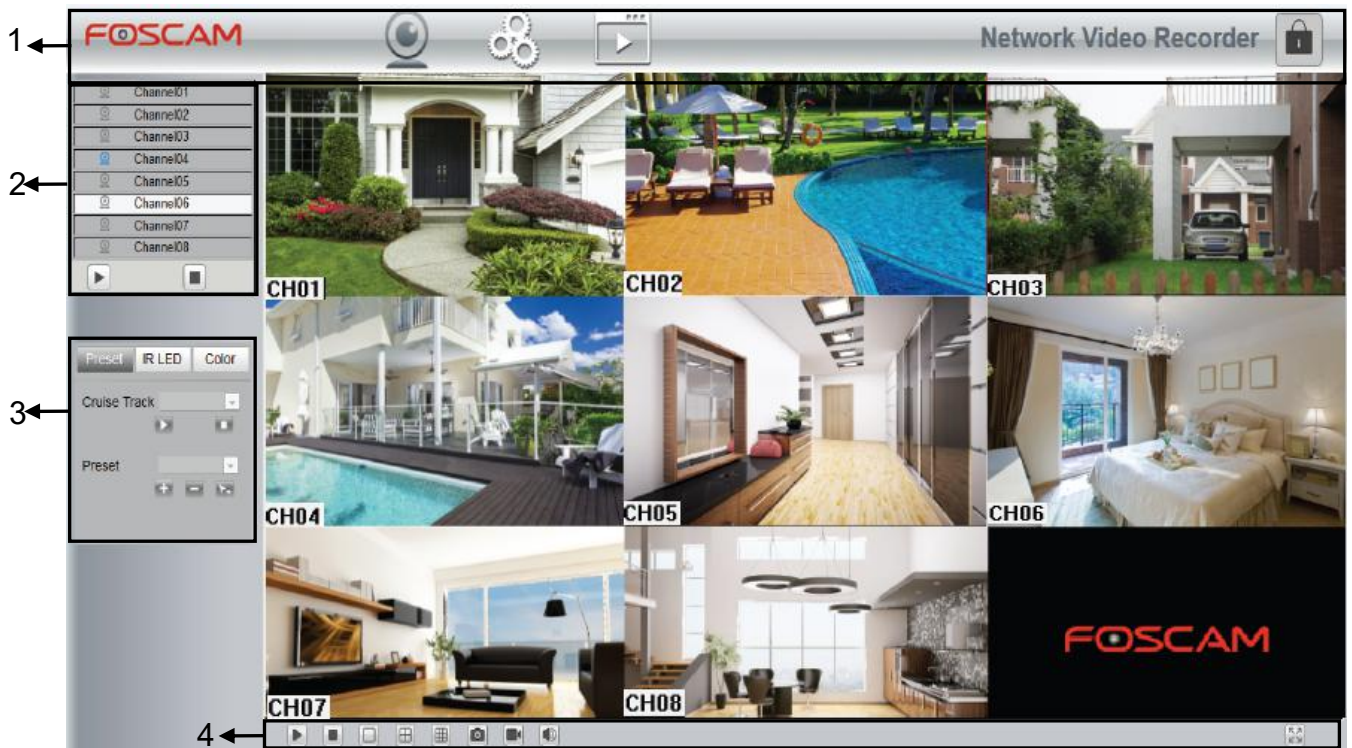 1
FOSCAM
Network Video Recorder
2
Channel01
Channel02
Channel03
Channel04
Channel05
Channel06
Channel07
Channel08
CH01
CH02
CH03
3
Preset IR LED Color
Cruise Track
Preset
CH04
CH05
CH06
CH07
CH08
FOSCAM
4